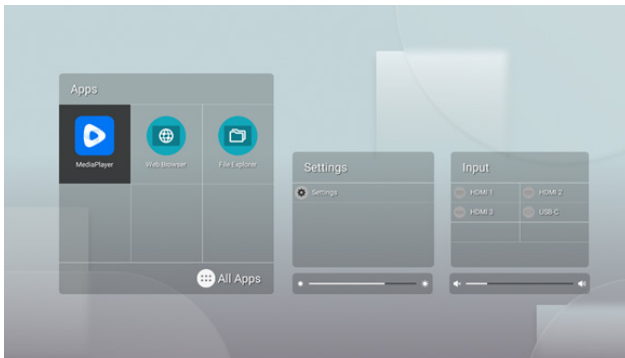 Apps
MediaPlayer
Web Browser
File Explorer
All Apps
Settings
Settings
Input
HDMI 1
HDMI 2
HDMI 3
USB-C